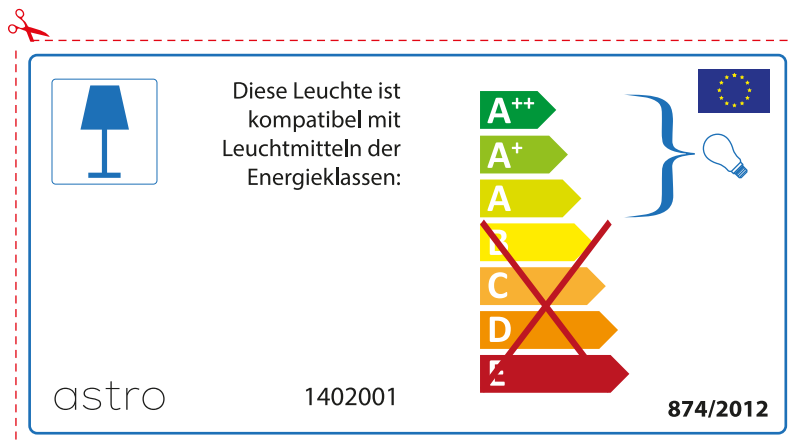 Diese Leuchte ist
kompatibel mit
Leuchtmitteln der
Energieklassen:
A++
A+
A
B
C
D
E
astro
1402001
874/2012